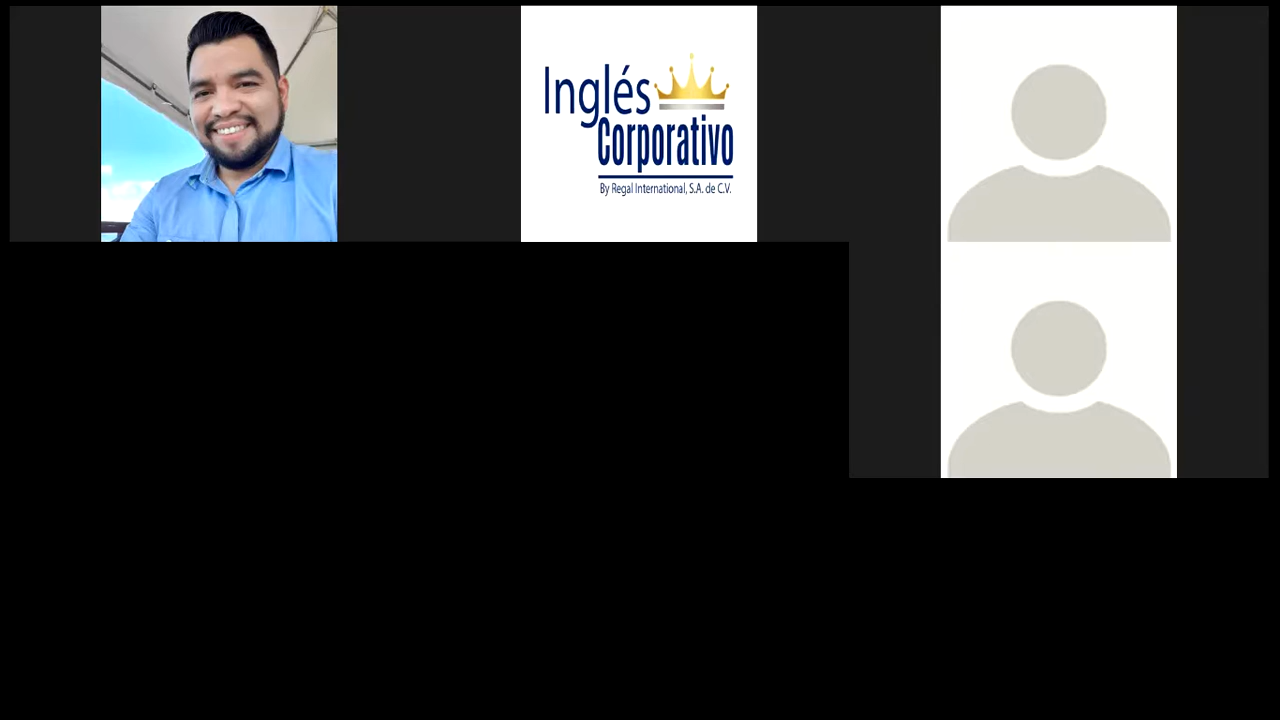 Inglés
Corporativo
By Regal International, S.A. de C.V.